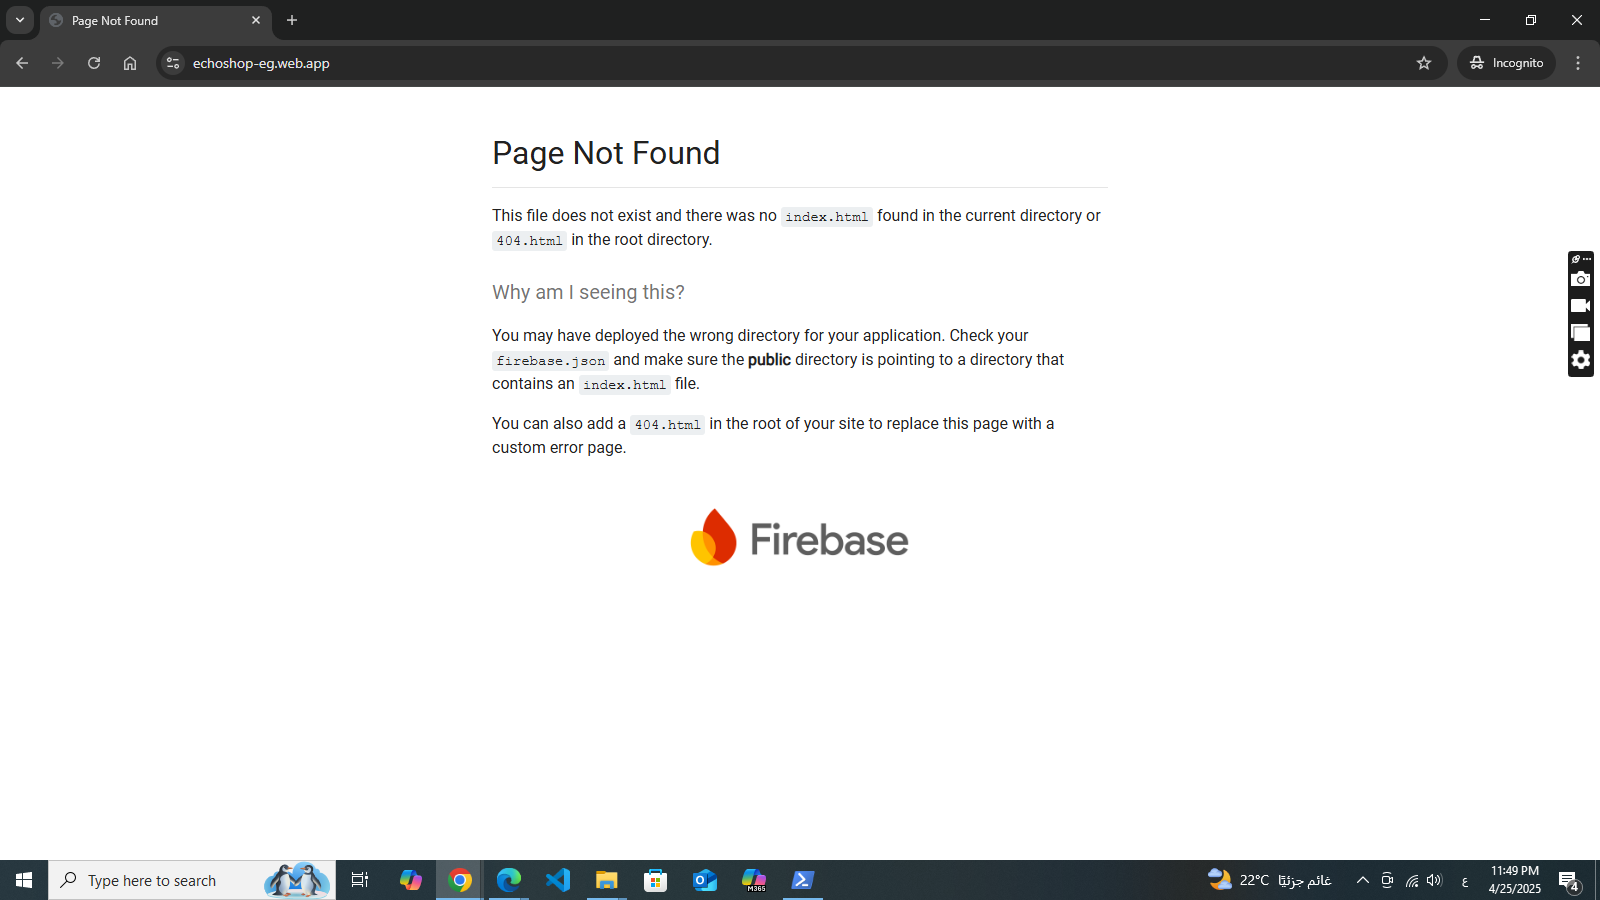 Page Not Found
echoshop-eg.web.app
Incognito
Page Not Found
This file does not exist and there was no index.html found in the current directory or
404.html in the root directory.
Why am I seeing this?
You may have deployed the wrong directory for your application. Check your
firebase.json and make sure the public directory is pointing to a directory that
contains an index.html file.
You can also add a 404.html in the root of your site to replace this page with a
custom error page.
Firebase
Type here to search
M365
22°C غائم جزئيًا
ع
11:49 PM
4/25/2025
4